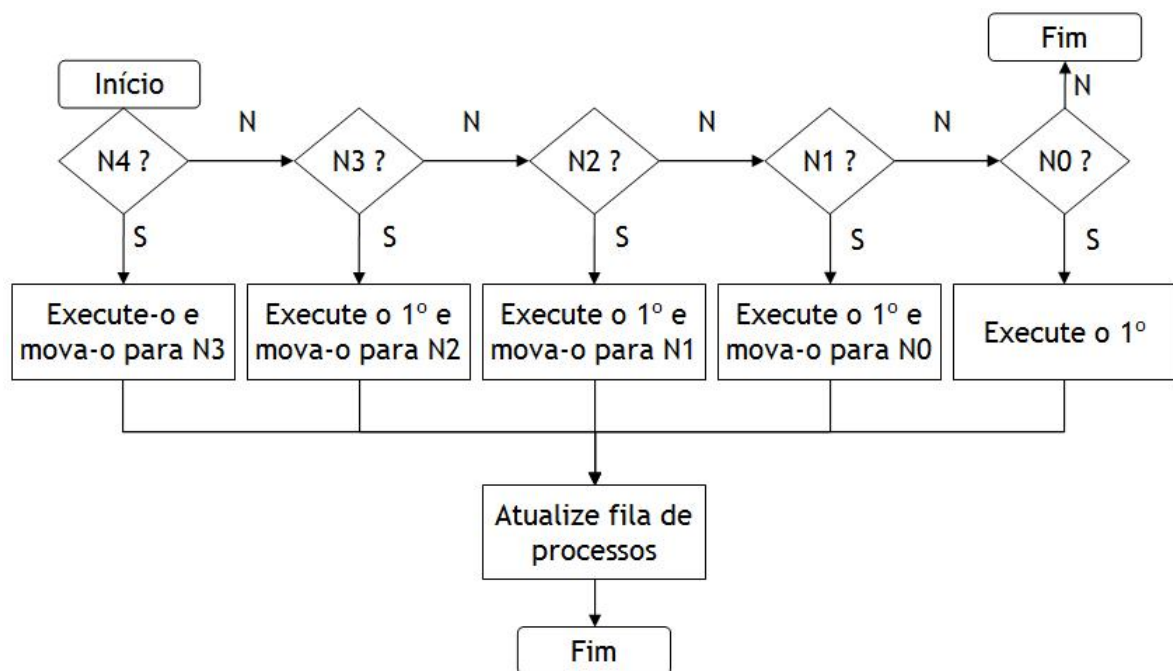 Fim
Início
N
N
N
N
N
N4 ?
N3 ?
N2 ?
N1 ?
N0 ?
S
S
S
S
S
Execute-o e
mova-o para N3
Execute o 1º e
mova-o para N2
Execute o 1º e
mova-o para N1
Execute o 1º e
mova-o para N0
Execute o 1º
Atualize fila de
processos
Fim